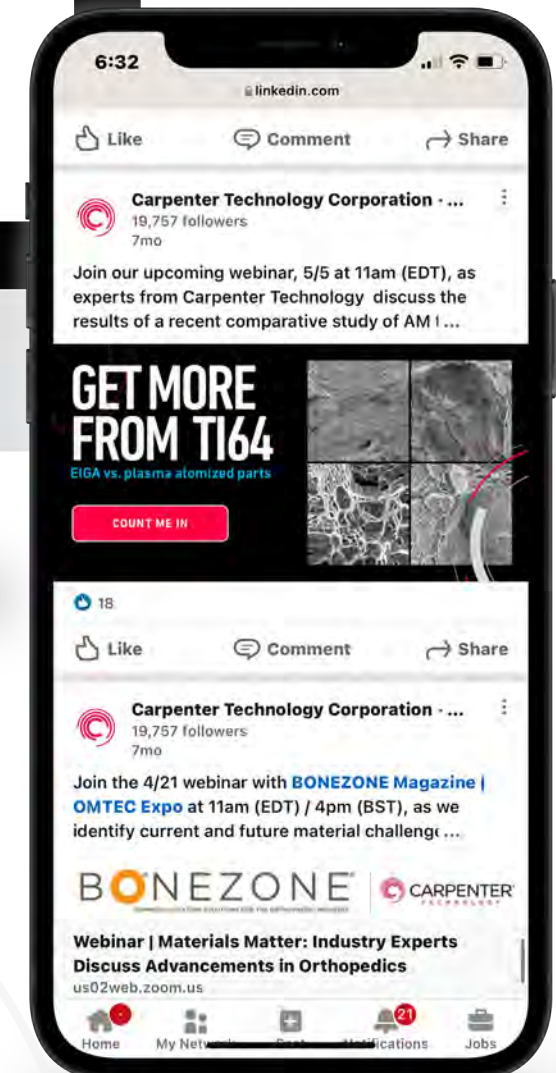 6:32
linkedin.com
Like Comment Share
Carpenter Technology Corporation · ...
19,757 followers
7mo
Join our upcoming webinar, 5/5 at 11am (EDT), as
experts from Carpenter Technology discuss the
results of a recent comparative study of AM ...
GET MORE
FROM TI64
EIGA vs. plasma atomized parts
COUNT ME IN
18
Like Comment Share
Carpenter Technology Corporation · ...
19,757 followers
7mo
Join the 4/21 webinar with BONEZONE Magazine |
OMTEC Expo at 11am (EDT) / 4pm (BST), as we
identify current and future material challenge...
BONEZONE
CARPENTER
TECHNOLOGY
Webinar | Materials Matter: Industry Experts
Discuss Advancements in Orthopedics
us02web.zoom.us
21
Home My Jobs